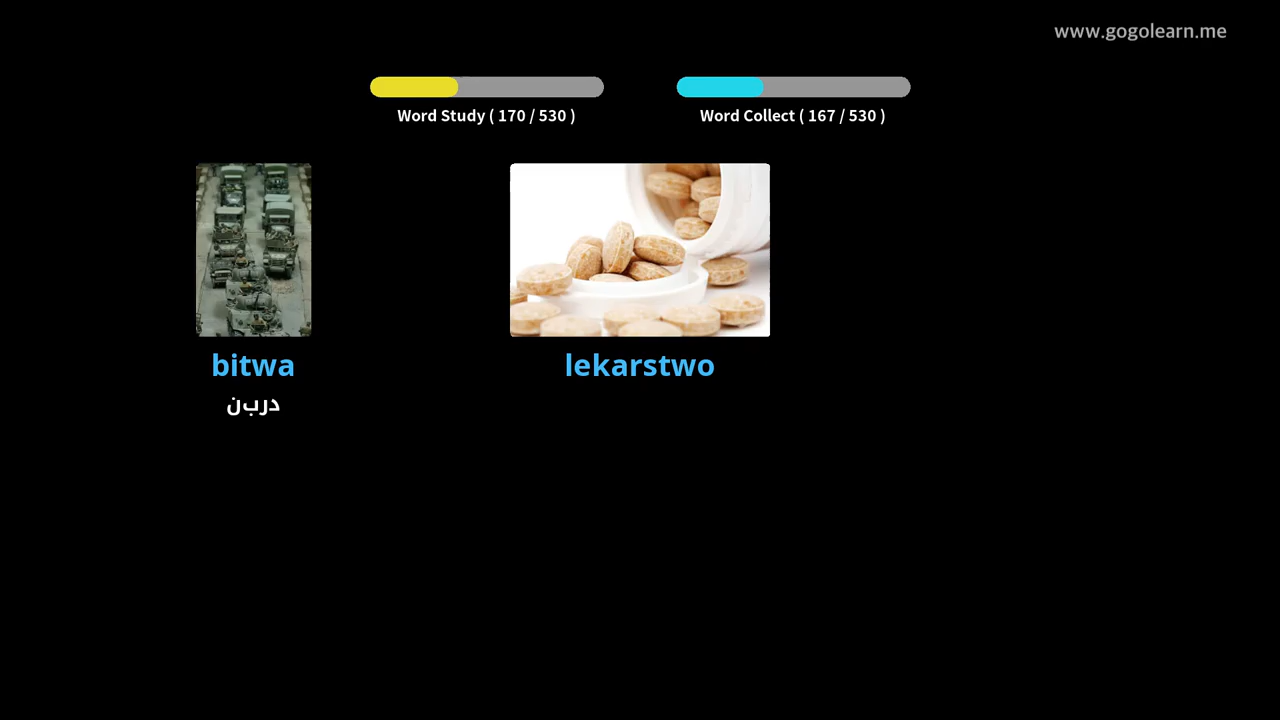 www.gogolearn.me
Word Study ( 170 / 530 )
Word Collect ( 167 / 530 )
bitwa
دربن
lekarstwo